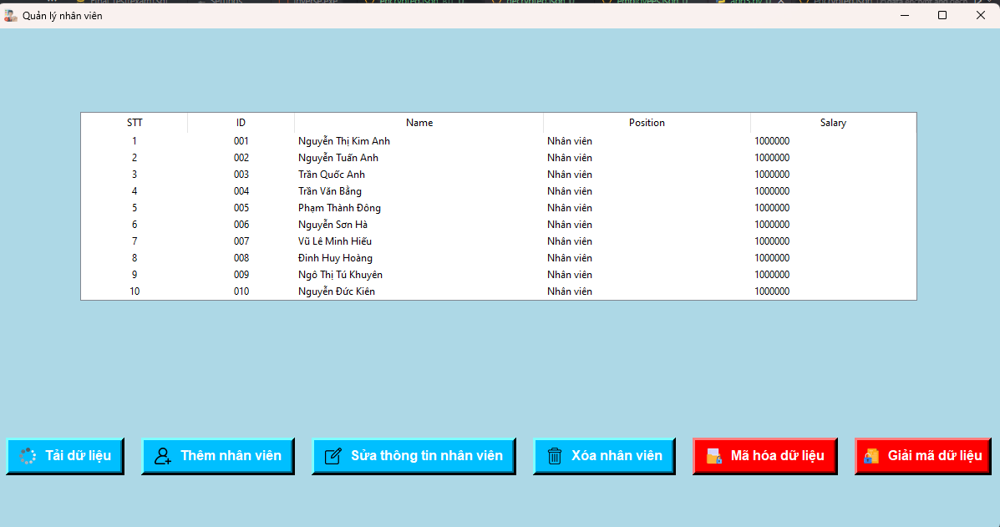 Quản lý nhân viên
STT ID Name Position Salary
1 001 Nguyễn Thị Kim Anh Nhân viên 1000000
2 002 Nguyễn Tuấn Anh Nhân viên 1000000
3 003 Trần Quốc Anh Nhân viên 1000000
4 004 Trần Văn Bằng Nhân viên 1000000
5 005 Phạm Thành Đông Nhân viên 1000000
6 006 Nguyễn Sơn Hà Nhân viên 1000000
7 007 Vũ Lê Minh Hiếu Nhân viên 1000000
8 008 Đinh Huy Hoàng Nhân viên 1000000
9 009 Ngô Thị Tú Khuyên Nhân viên 1000000
10 010 Nguyễn Đức Kiên Nhân viên 1000000
Tải dữ liệu Thêm nhân viên Sửa thông tin nhân viên Xóa nhân viên Mã hóa dữ liệu Giải mã dữ liệu